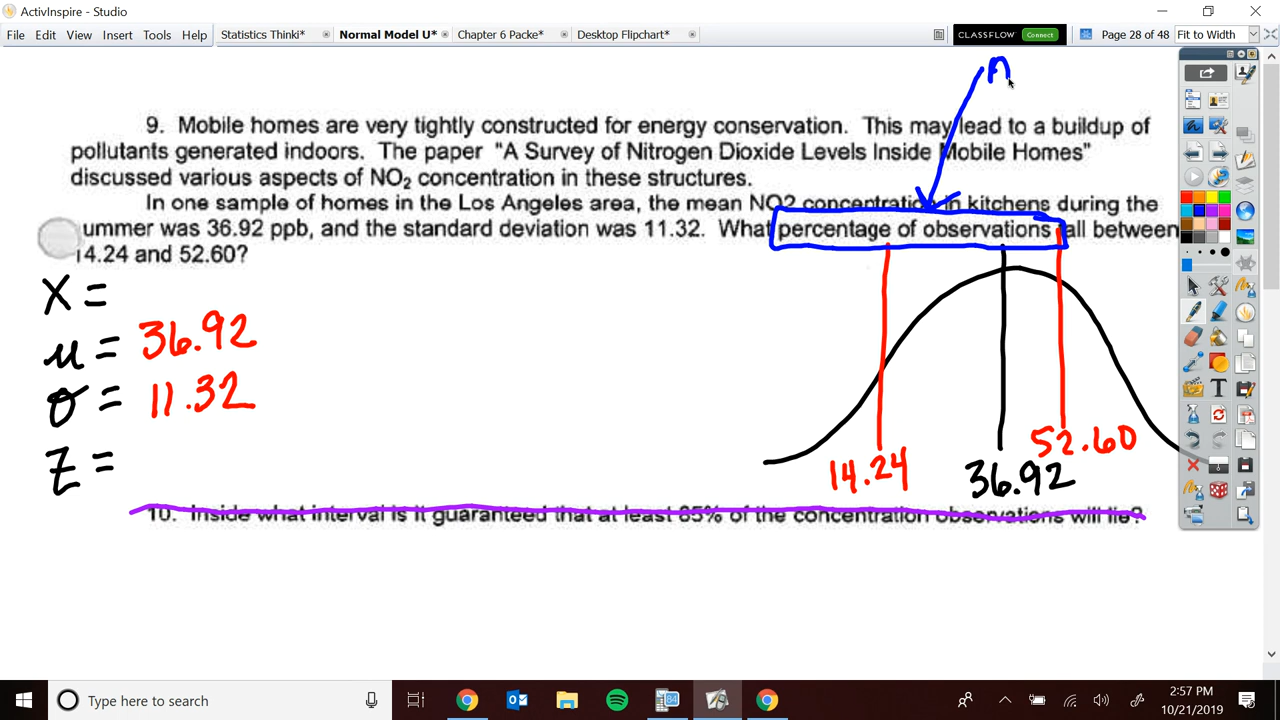 ActivInspire - Studio
File Edit View Insert Tools Help
Statistics Thinki* Normal Model U* Chapter 6 Packe* Desktop Flipchart*
CLASSFLOW Connect
Page 28 of 48 Fit to Width
9. Mobile homes are very tightly constructed for energy conservation. This may lead to a buildup of
pollutants generated indoors. The paper "A Survey of Nitrogen Dioxide Levels Inside Mobile Homes"
discussed various aspects of NO₂ concentration in these structures.
In one sample of homes in the Los Angeles area, the mean NO2 concentration in kitchens during the
ummer was 36.92 ppb, and the standard deviation was 11.32. What percentage of observations fall between
14.24 and 52.60?
X =
μ = 36.92
σ = 11.32
Z =
14.24 36.92 52.60
10. Inside what interval is it guaranteed that at least 85% of the concentration observations will lie?
Type here to search
2:57 PM
10/21/2019